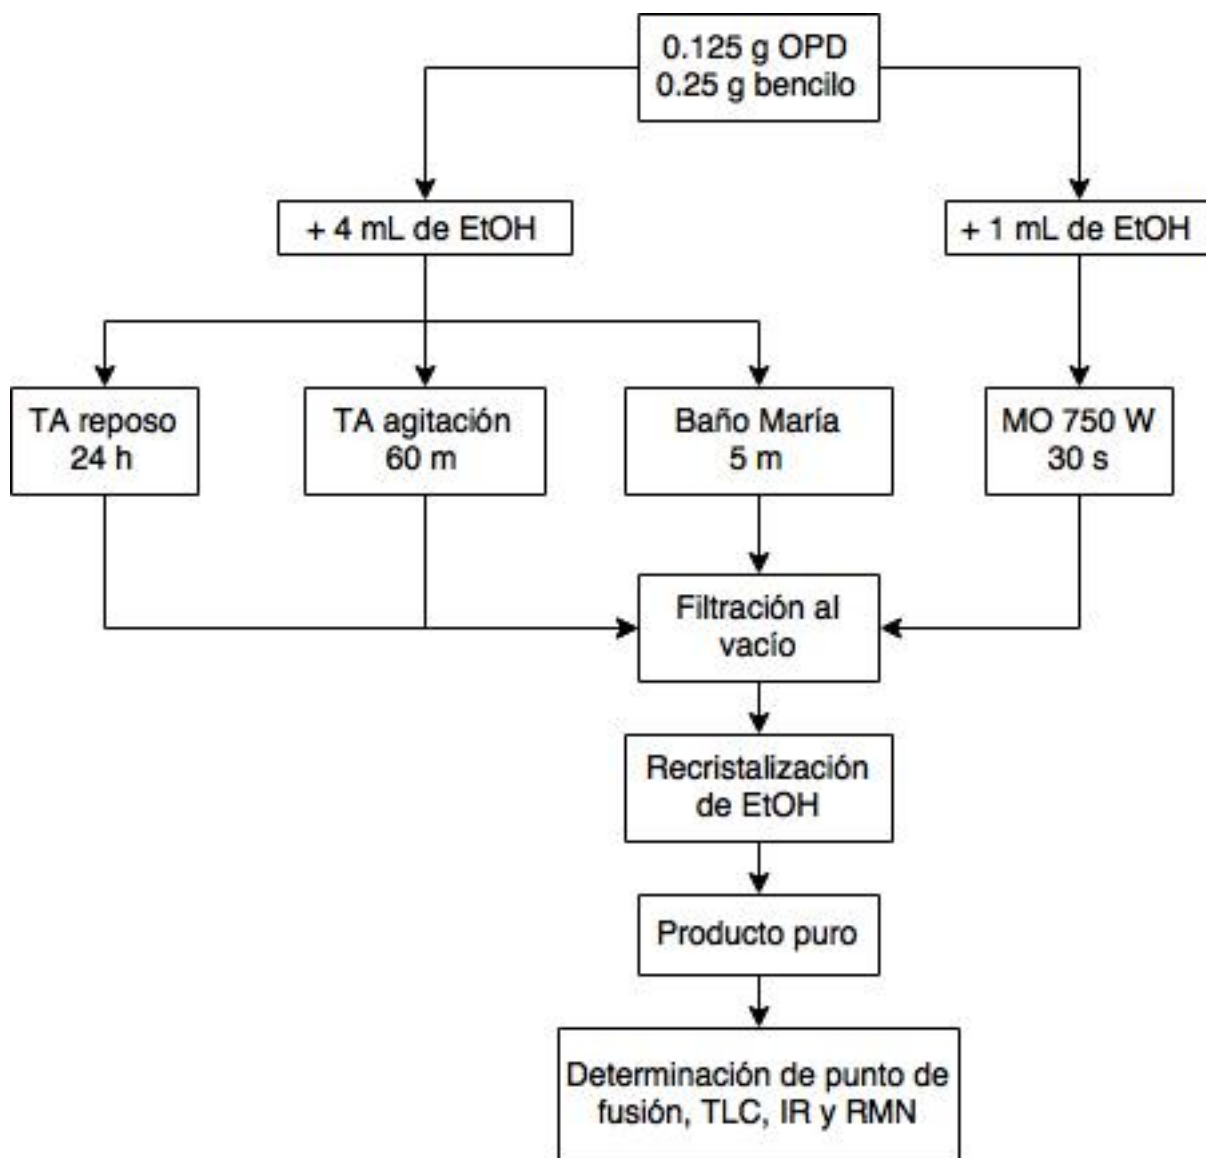 0.125 g OPD
0.25 g bencilo
+ 4 mL de EtOH
+ 1 mL de EtOH
TA reposo
24 h
TA agitación
60 m
Baño María
5 m
MO 750 W
30 s
Filtración al
vacío
Recristalización
de EtOH
Producto puro
Determinación de punto de
fusión, TLC, IR y RMN